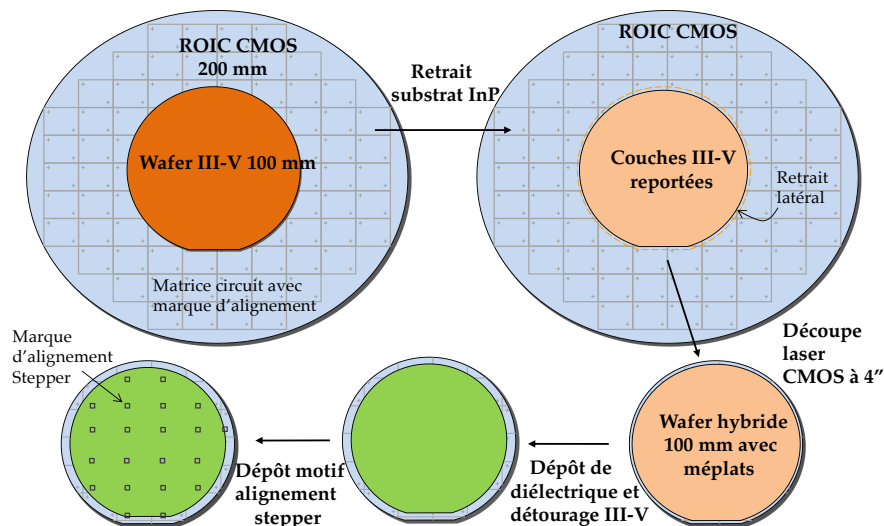 ROIC CMOS
200 mm
Wafer III-V 100 mm
Matrice circuit avec
marque d'alignement
Retrait
substrat InP
ROIC CMOS
Couches III-V
reportées
Retrait
latéral
Découpe
laser
CMOS à 4″
Wafer hybride
100 mm avec
méplats
Dépôt de
diélectrique et
détourage III-V
Dépôt motif
alignement
stepper
Marque
d'alignement
Stepper